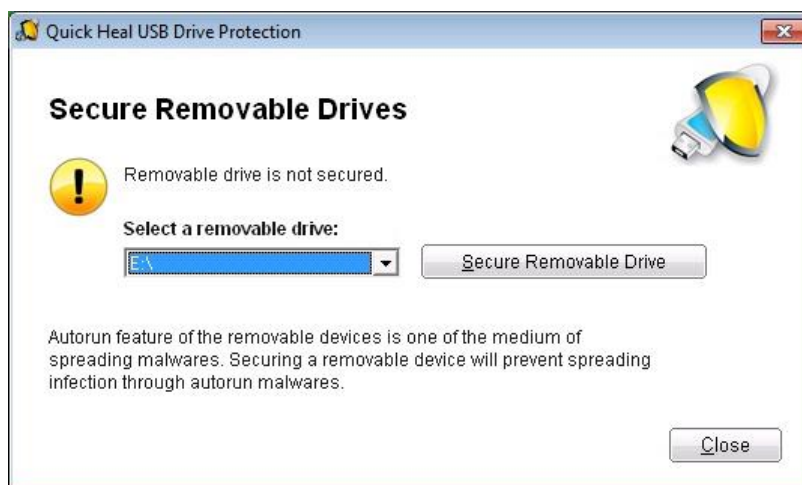 Quick Heal USB Drive Protection
Secure Removable Drives
Removable drive is not secured.
Select a removable drive:
E:\
Secure Removable Drive
Autorun feature of the removable devices is one of the medium of
spreading malwares. Securing a removable device will prevent spreading
infection through autorun malwares.
Close